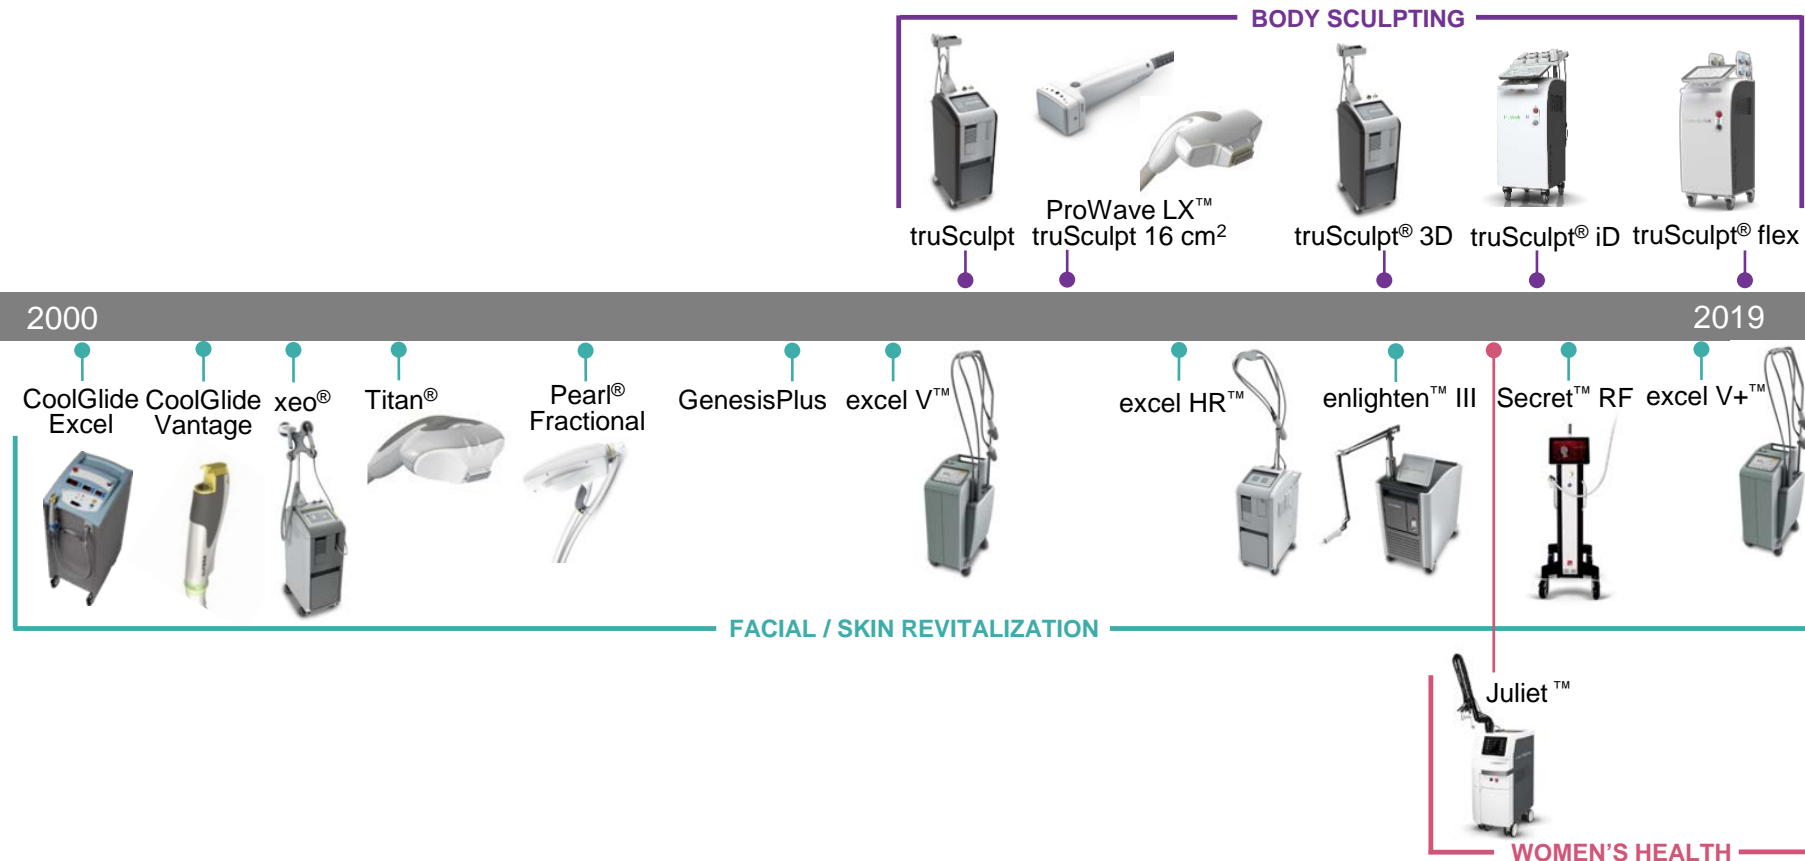 BODY SCULPTING
ProWave LX™
truSculpt
truSculpt 16 cm²
truSculpt® 3D
truSculpt® iD
truSculpt® flex
2000
2019
CoolGlide
Excel
CoolGlide
Vantage
xeo®
Titan®
Pearl®
Fractional
GenesisPlus
excel V™
excel HR™
enlighten™ III
Secret™ RF
excel V+™
FACIAL / SKIN REVITALIZATION
Juliet ™
WOMEN'S HEALTH